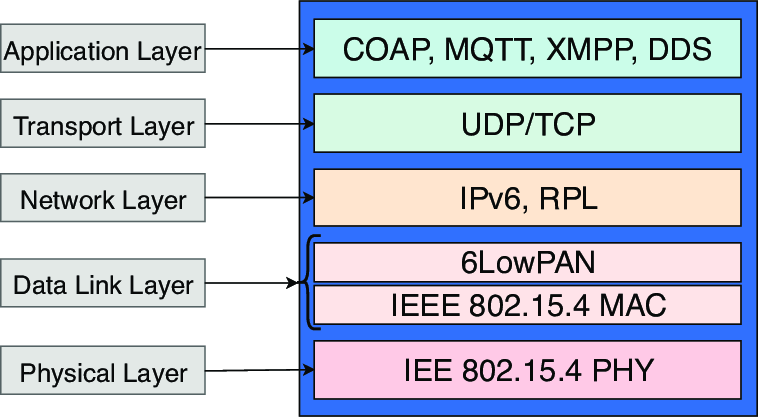 Application Layer
COAP, MQTT, XMPP, DDS
Transport Layer
UDP/TCP
Network Layer
IPv6, RPL
Data Link Layer
6LowPAN
IEEE 802.15.4 MAC
Physical Layer
IEE 802.15.4 PHY